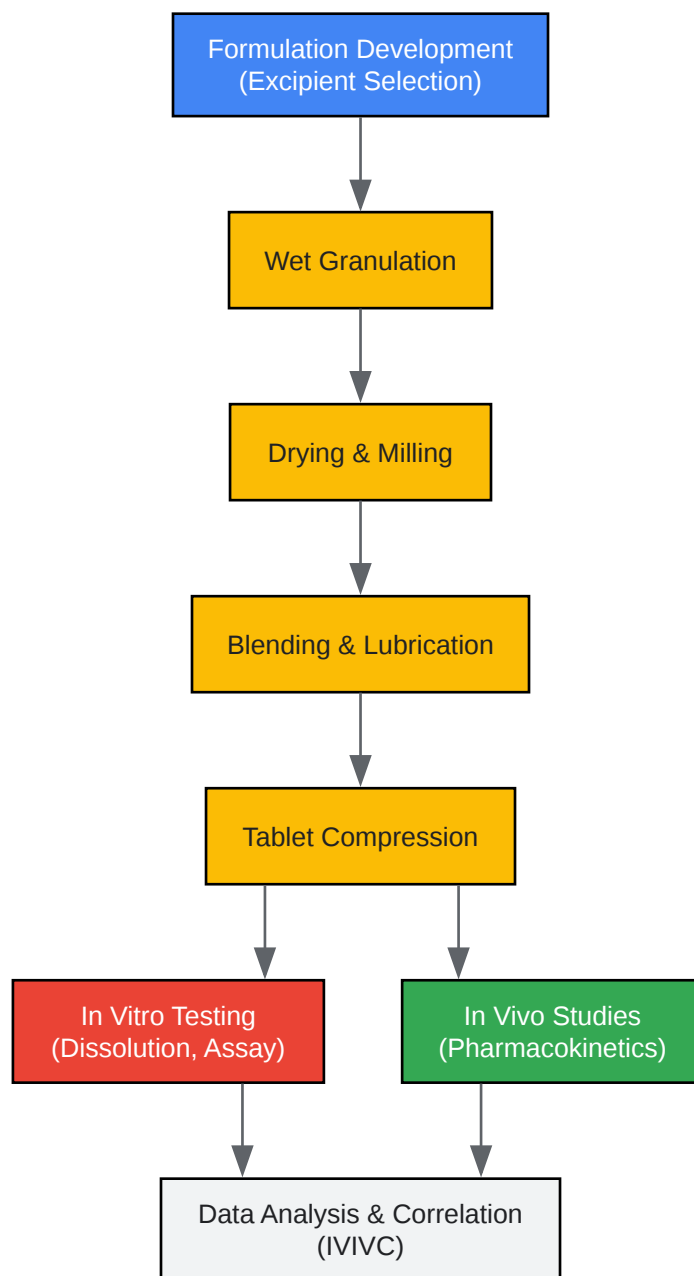 Formulation Development
(Excipient Selection)
Wet Granulation
Drying & Milling
Blending & Lubrication
Tablet Compression
In Vitro Testing
(Dissolution, Assay)
In Vivo Studies
(Pharmacokinetics)
Data Analysis & Correlation
(IVIVC)